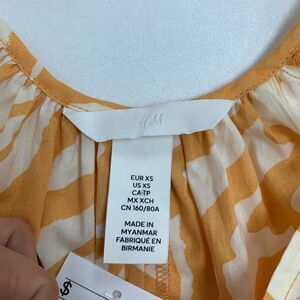 H&M
EUR XS
US XS
CA-TP
MX XCH
CN 160/80A
MADE IN
MYANMAR
FABRIQUÉ EN
BIRMANIE
$